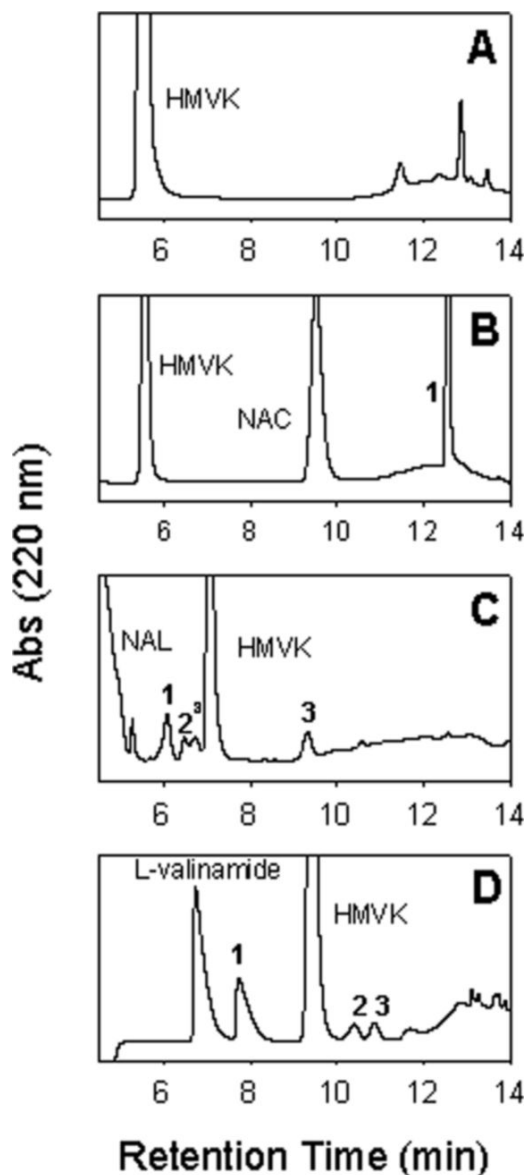 A
HMVK
6 8 10 12 14
B
HMVK
NAC
1
6 8 10 12 14
C
NAL
HMVK
1
2 3
3
6 8 10 12 14
D
L-valinamide
HMVK
1
2 3
6 8 10 12 14
Abs (220 nm)
Retention Time (min)